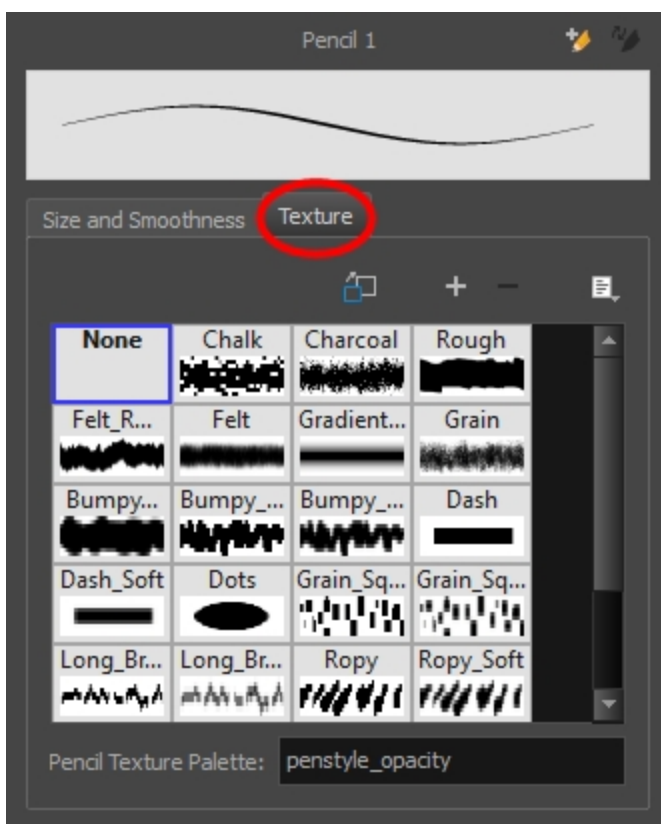 Pencil 1
Size and Smoothness Texture
None Chalk Charcoal Rough
Felt_R... Felt Gradient... Grain
Bumpy... Bumpy_... Bumpy_... Dash
Dash_Soft Dots Grain_Sq... Grain_Sq...
Long_Br... Long_Br... Ropy Ropy_Soft
Pencil Texture Palette: penstyle_opacity